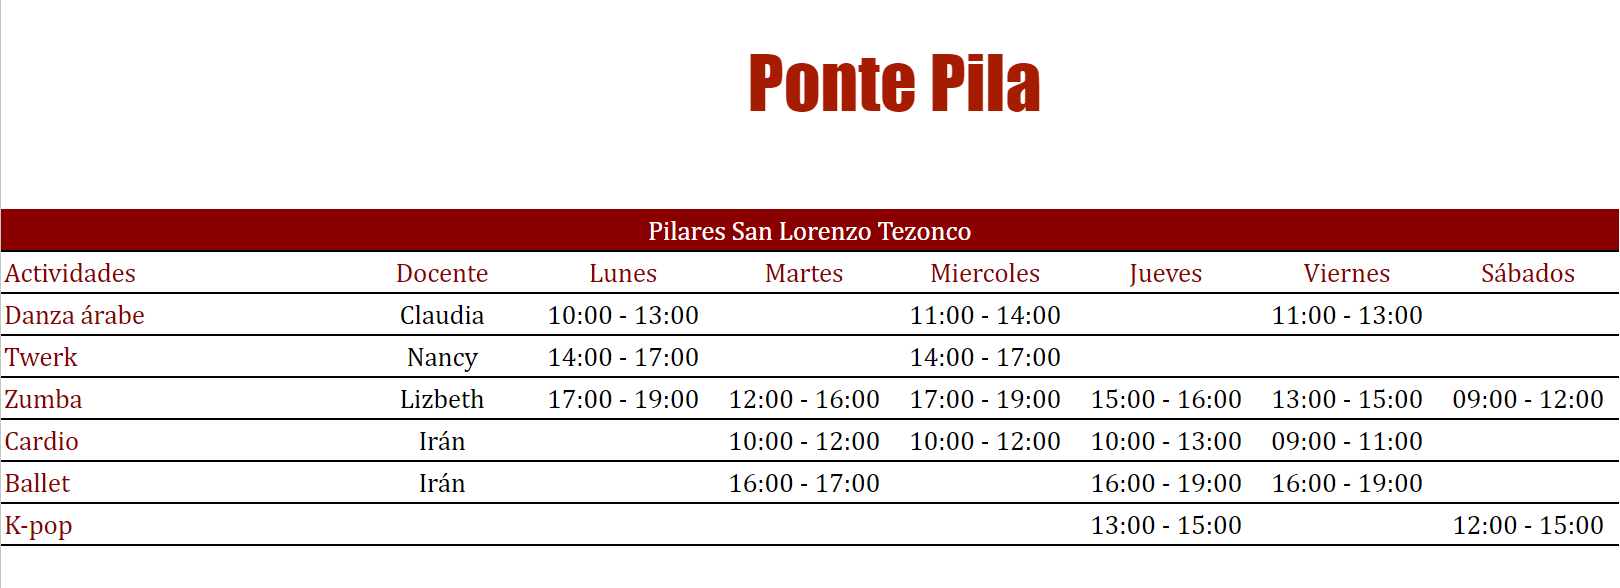 Ponte Pila
Pilares San Lorenzo Tezonco
Actividades Docente Lunes Martes Miercoles Jueves Viernes Sábados
Danza árabe Claudia 10:00 - 13:00 11:00 - 14:00 11:00 - 13:00
Twerk Nancy 14:00 - 17:00 14:00 - 17:00
Zumba Lizbeth 17:00 - 19:00 12:00 - 16:00 17:00 - 19:00 15:00 - 16:00 13:00 - 15:00 09:00 - 12:00
Cardio Irán 10:00 - 12:00 10:00 - 12:00 10:00 - 13:00 09:00 - 11:00
Ballet Irán 16:00 - 17:00 16:00 - 19:00 16:00 - 19:00
K-pop 13:00 - 15:00 12:00 - 15:00